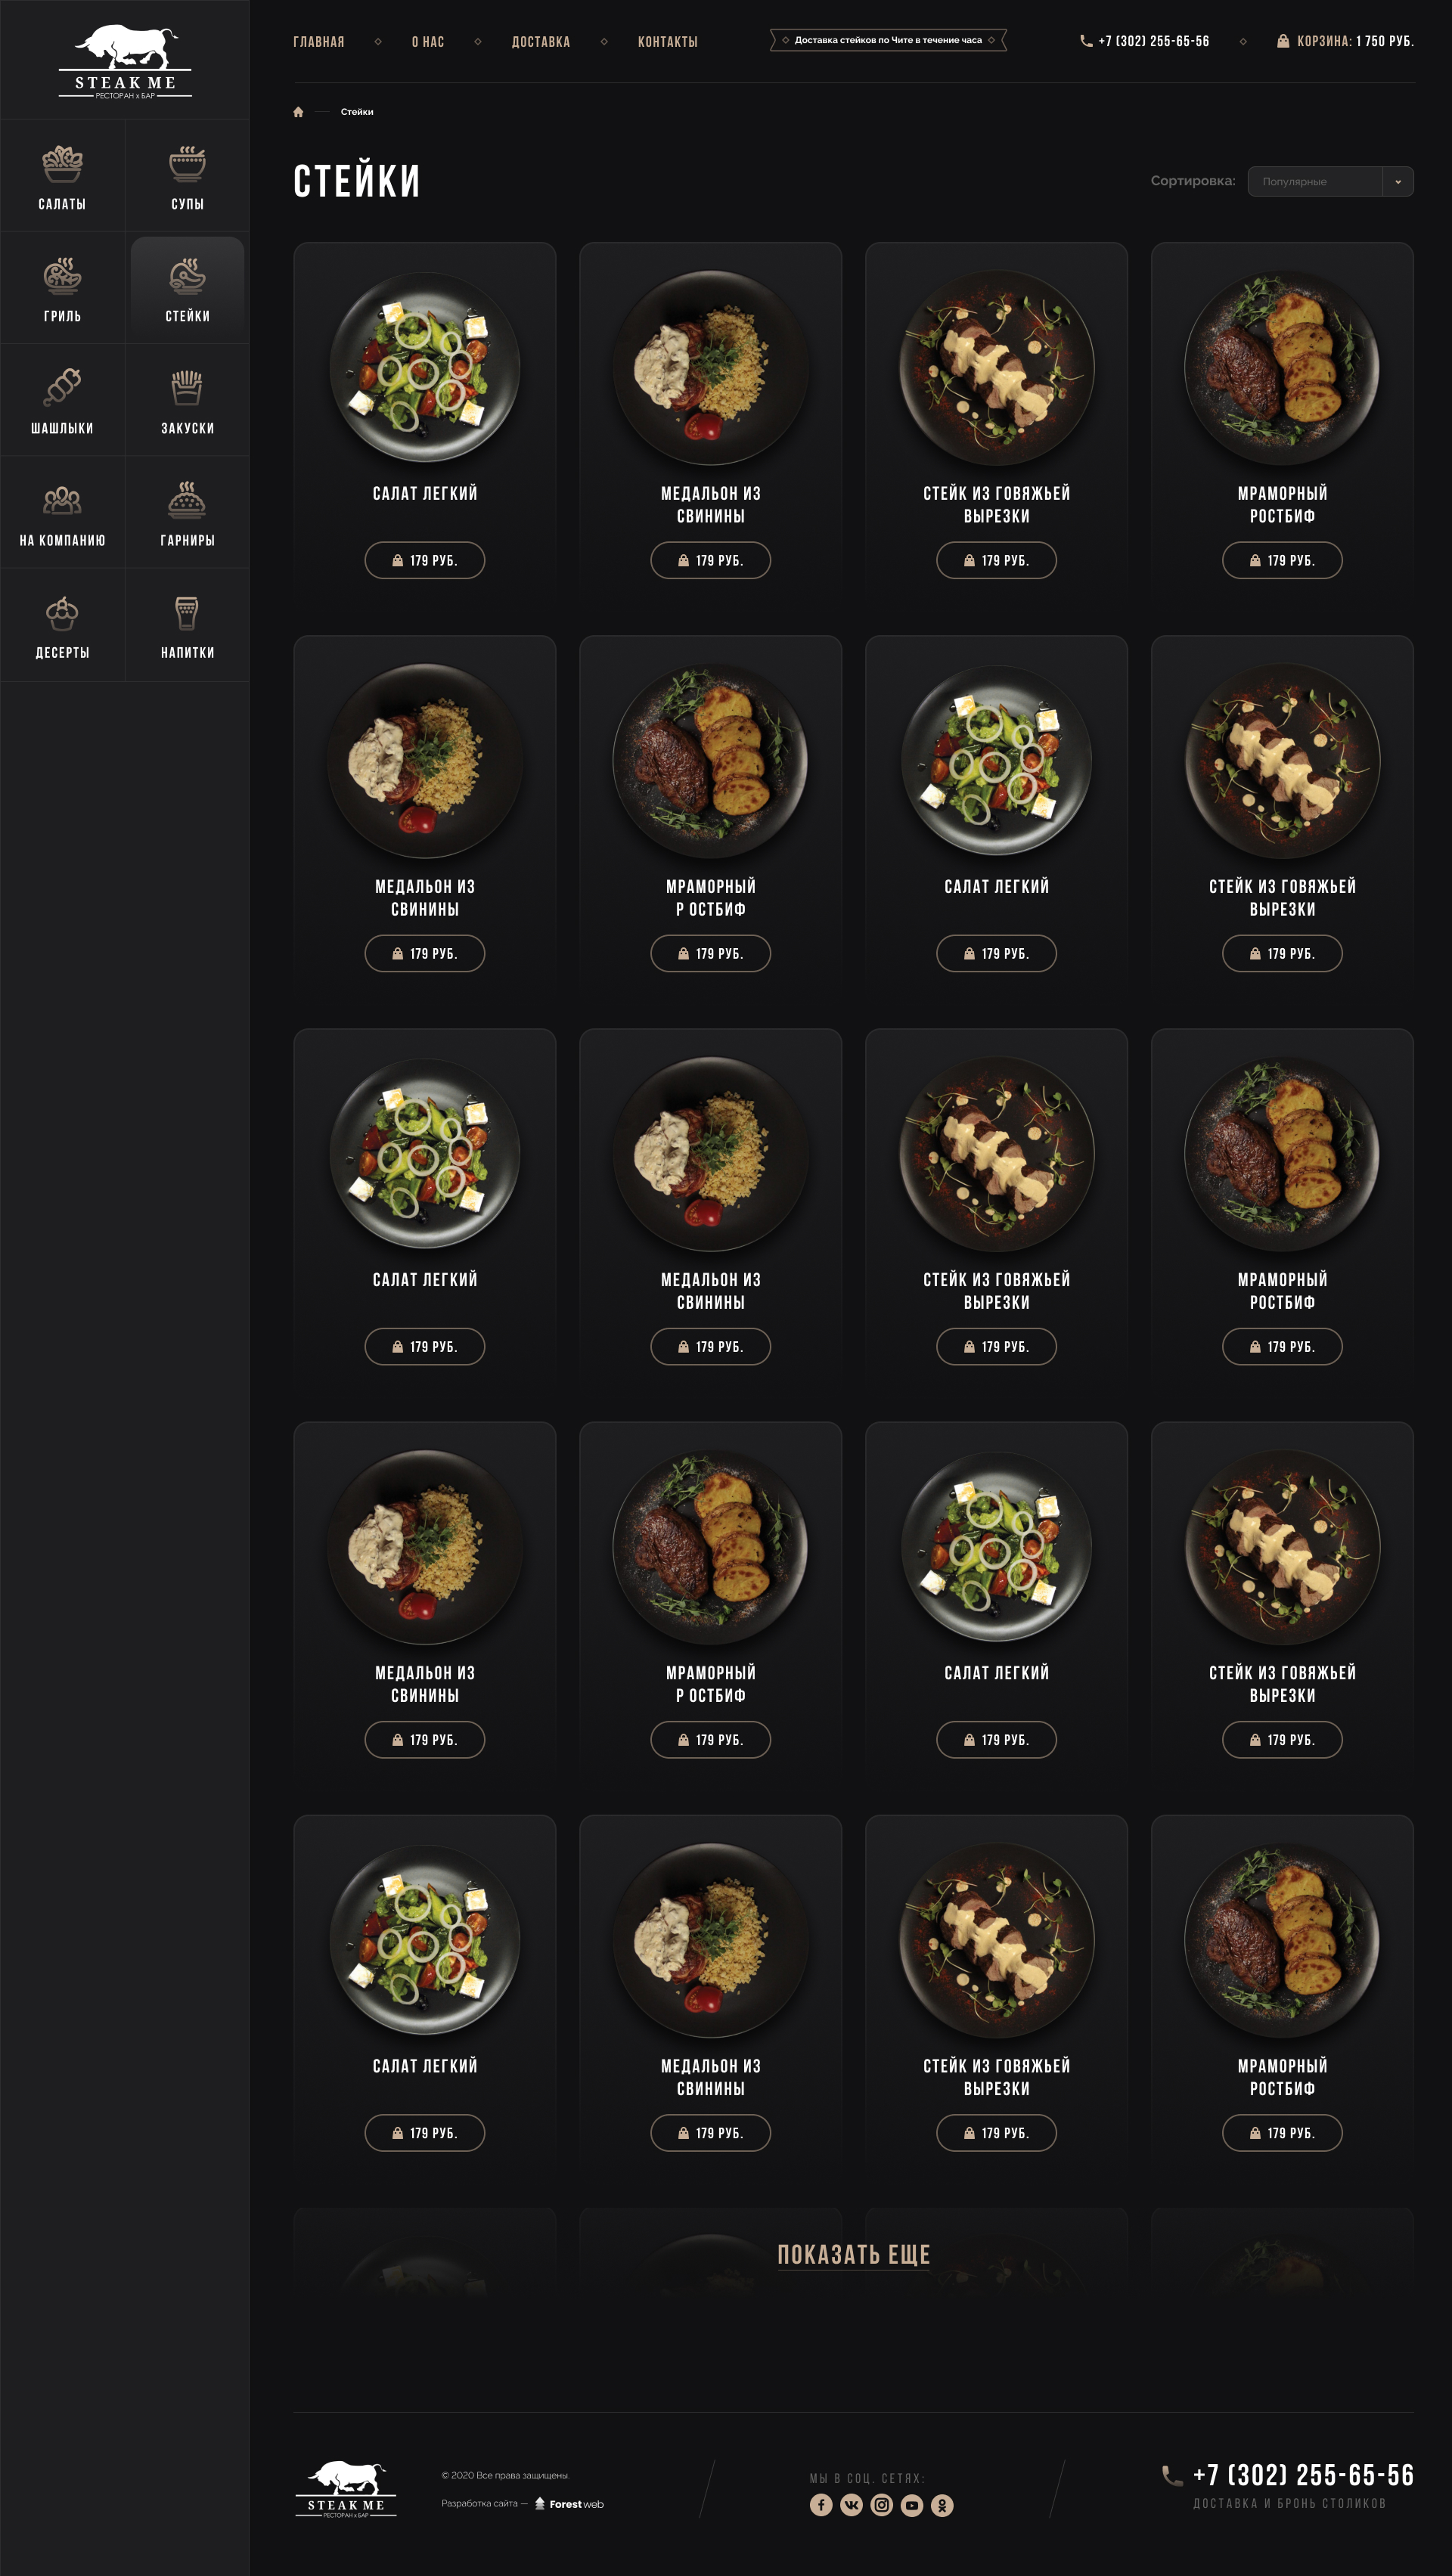 STEAK ME
РЕСТОРАН x БАР
ГЛАВНАЯ
О НАС
ДОСТАВКА
КОНТАКТЫ
Доставка стейков по Чите в течение часа
+7 (302) 255-65-56
КОРЗИНА: 1 750 РУБ.
Стейки
САЛАТЫ
СУПЫ
ГРИЛЬ
СТЕЙКИ
ШАШЛЫКИ
ЗАКУСКИ
НА КОМПАНИЮ
ГАРНИРЫ
ДЕСЕРТЫ
НАПИТКИ
СТЕЙКИ
Сортировка:
Популярные
САЛАТ ЛЕГКИЙ
179 РУБ.
МЕДАЛЬОН ИЗ
СВИНИНЫ
179 РУБ.
СТЕЙК ИЗ ГОВЯЖЬЕЙ
ВЫРЕЗКИ
179 РУБ.
МРАМОРНЫЙ
РОСТБИФ
179 РУБ.
МЕДАЛЬОН ИЗ
СВИНИНЫ
179 РУБ.
МРАМОРНЫЙ
Р ОСТБИФ
179 РУБ.
САЛАТ ЛЕГКИЙ
179 РУБ.
СТЕЙК ИЗ ГОВЯЖЬЕЙ
ВЫРЕЗКИ
179 РУБ.
САЛАТ ЛЕГКИЙ
179 РУБ.
МЕДАЛЬОН ИЗ
СВИНИНЫ
179 РУБ.
СТЕЙК ИЗ ГОВЯЖЬЕЙ
ВЫРЕЗКИ
179 РУБ.
МРАМОРНЫЙ
РОСТБИФ
179 РУБ.
МЕДАЛЬОН ИЗ
СВИНИНЫ
179 РУБ.
МРАМОРНЫЙ
Р ОСТБИФ
179 РУБ.
САЛАТ ЛЕГКИЙ
179 РУБ.
СТЕЙК ИЗ ГОВЯЖЬЕЙ
ВЫРЕЗКИ
179 РУБ.
САЛАТ ЛЕГКИЙ
179 РУБ.
МЕДАЛЬОН ИЗ
СВИНИНЫ
179 РУБ.
СТЕЙК ИЗ ГОВЯЖЬЕЙ
ВЫРЕЗКИ
179 РУБ.
МРАМОРНЫЙ
РОСТБИФ
179 РУБ.
ПОКАЗАТЬ ЕЩЕ
STEAK ME
РЕСТОРАН x БАР
© 2020 Все права защищены.
Разработка сайта — Forestweb
МЫ В СОЦ. СЕТЯХ:
+7 (302) 255-65-56
ДОСТАВКА И БРОНЬ СТОЛИКОВ